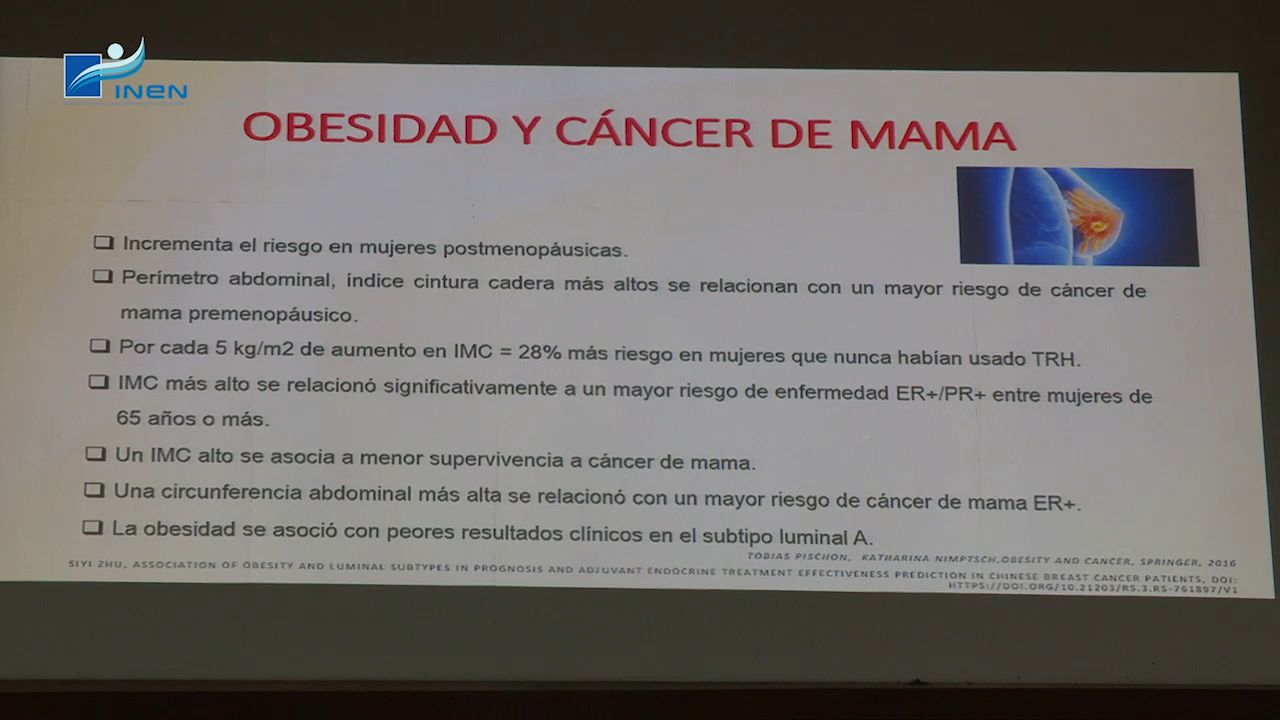 INEN
OBESIDAD Y CÁNCER DE MAMA
❑ Incrementa el riesgo en mujeres postmenopáusicas.
❑ Perímetro abdominal, índice cintura cadera más altos se relacionan con un mayor riesgo de cáncer de
mama premenopáusico.
❑ Por cada 5 kg/m2 de aumento en IMC = 28% más riesgo en mujeres que nunca habían usado TRH.
❑ IMC más alto se relacionó significativamente a un mayor riesgo de enfermedad ER+/PR+ entre mujeres de
65 años o más.
❑ Un IMC alto se asocia a menor supervivencia a cáncer de mama.
❑ Una circunferencia abdominal más alta se relacionó con un mayor riesgo de cáncer de mama ER+.
❑ La obesidad se asoció con peores resultados clínicos en el subtipo luminal A.
TOBIAS PISCHON, KATHARINA NIMPTSCH,OBESITY AND CANCER, SPRINGER, 2016
SIYI ZHU, ASSOCIATION OF OBESITY AND LUMINAL SUBTYPES IN PROGNOSIS AND ADJUVANT ENDOCRINE TREATMENT EFFECTIVENESS PREDICTION IN CHINESE BREAST CANCER PATIENTS, DOI:
HTTPS://DOI.ORG/10.21203/RS.3.RS-761897/V1